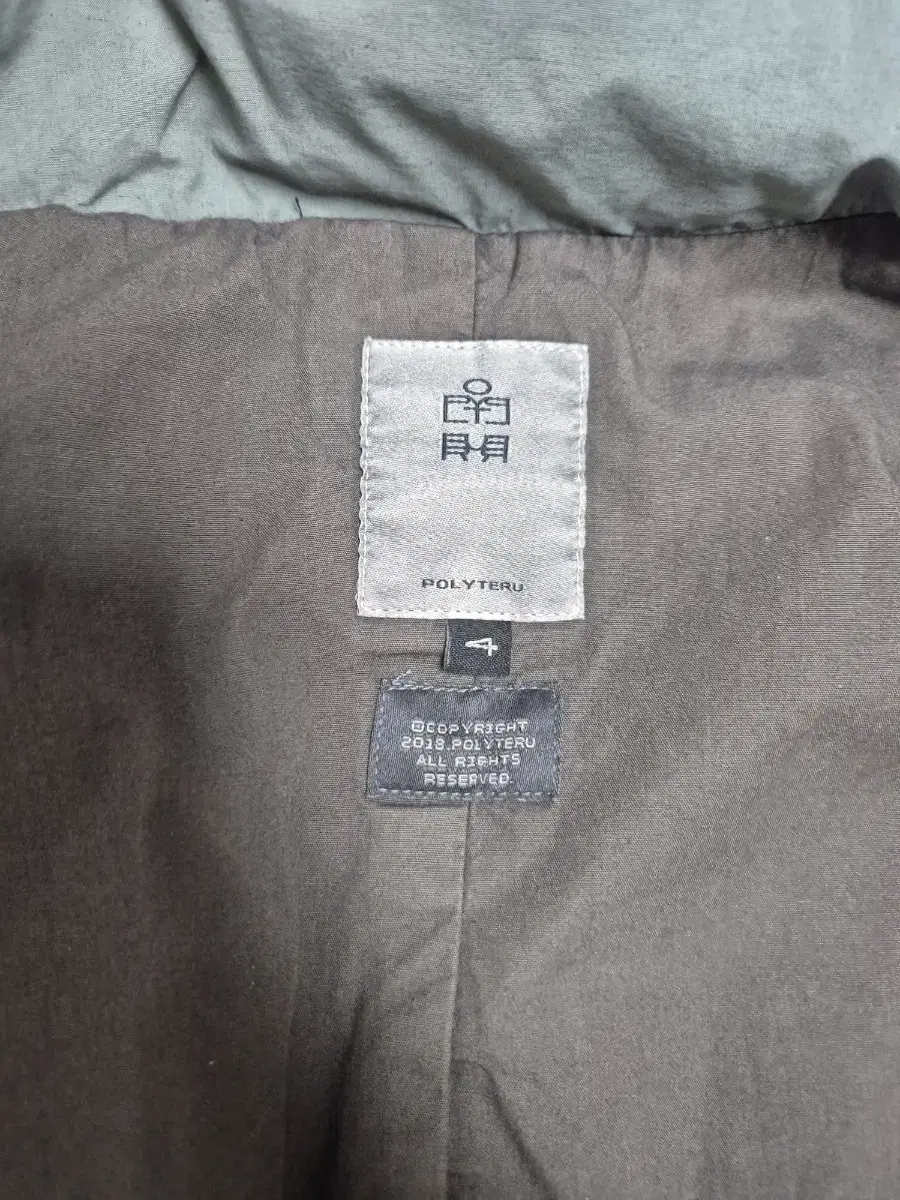 POLYTERU
4
©COPYRIGHT
2018.POLYTERU
ALL RIGHTS
RESERVED.